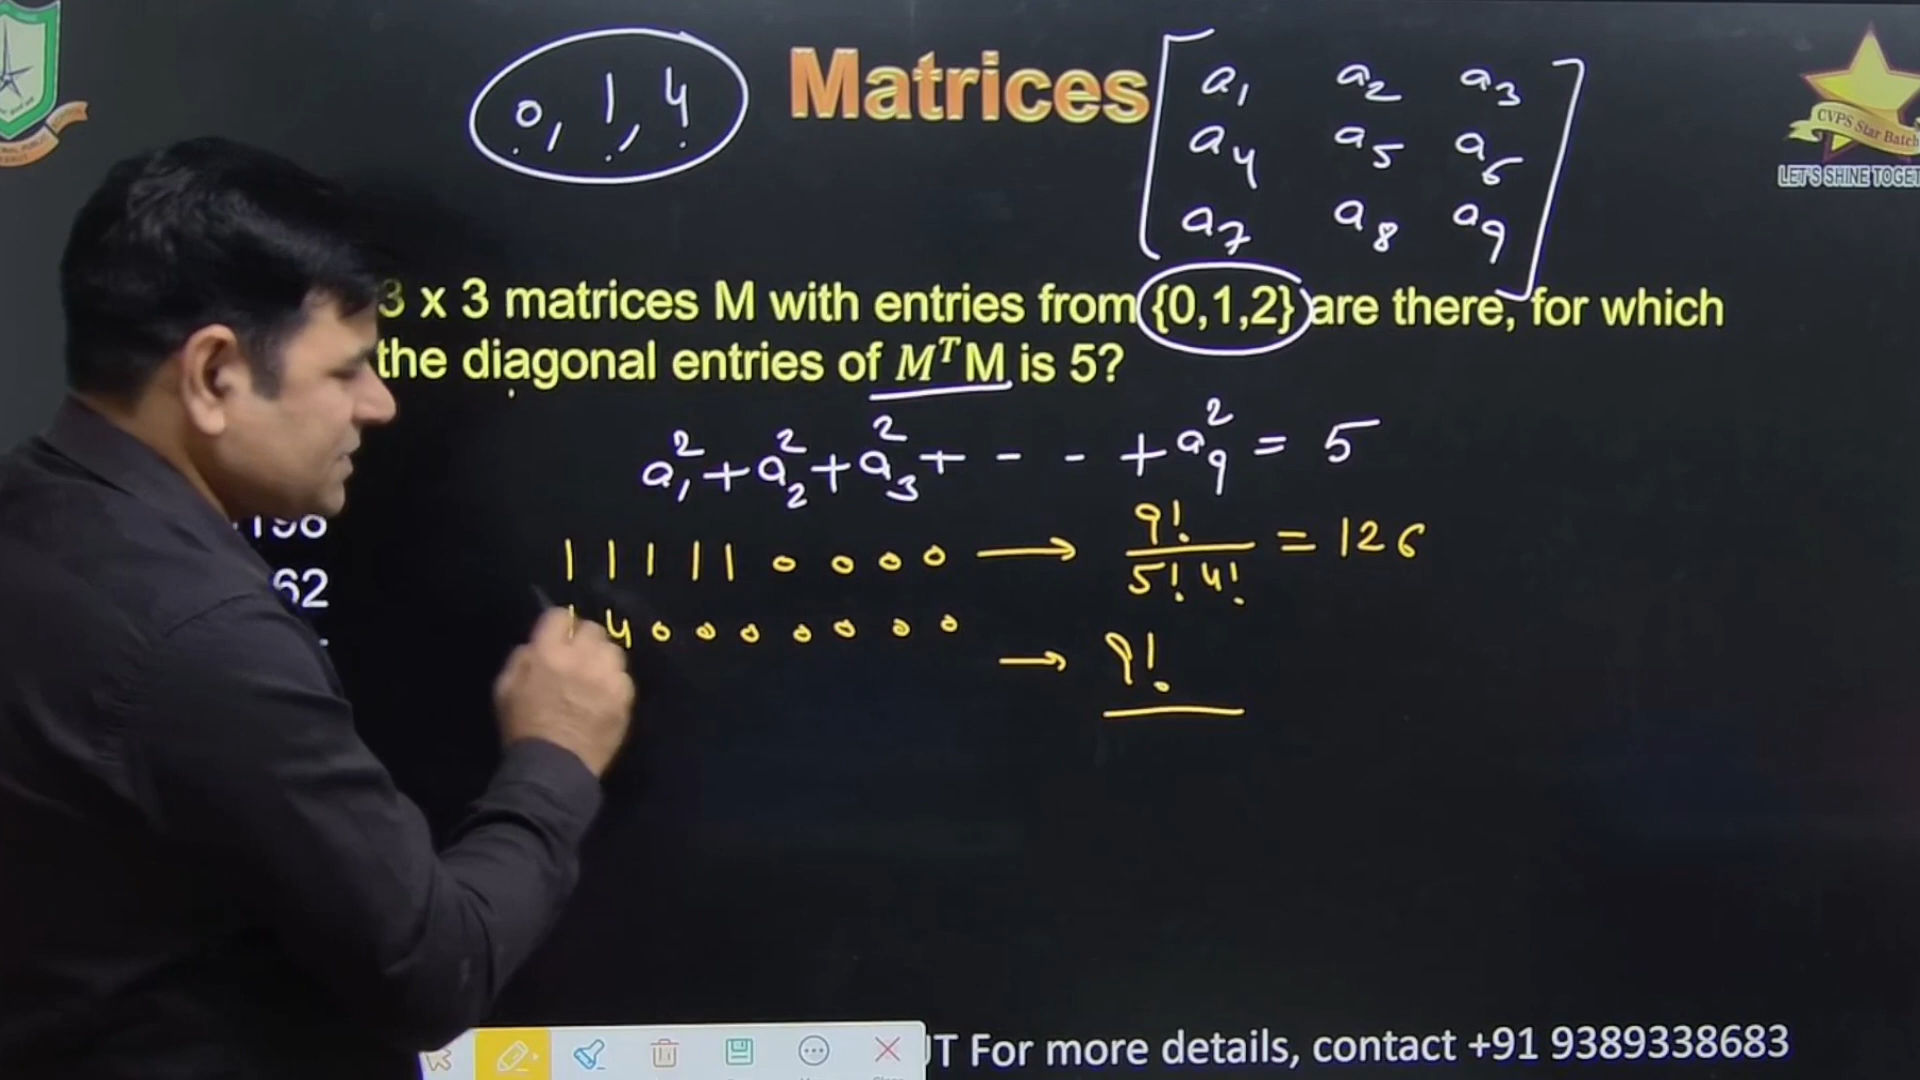 0, 1, 4
Matrices
a1 a2 a3
a4 a5 a6
a7 a8 a9
CVPS Star Batch
LET'S SHINE
3 x 3 matrices M with entries from {0,1,2} are there, for which
the diagonal entries of MᵀM is 5?
a₁² + a₂² + a₃² + - - + a₉² = 5
1 1 1 1 1 0 0 0 0 → 9!/5! 4! = 126
1 4 0 0 0 0 0 0 0 → 9!
198
62
For more details, contact +91 9389338683